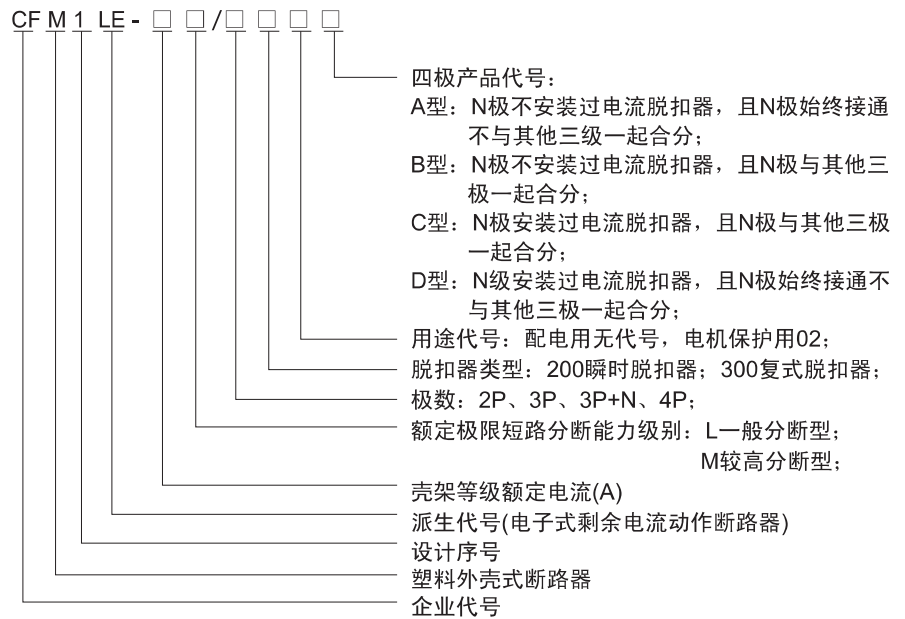 CF M 1 LE - □ □ / □ □ □ □
四极产品代号：
A型：N极不安装过电流脱扣器，且N极始终接通
不与其他三级一起合分；
B型：N极不安装过电流脱扣器，且N极与其他三
极一起合分；
C型：N极安装过电流脱扣器，且N极与其他三极
一起合分；
D型：N级安装过电流脱扣器，且N极始终接通不
与其他三极一起合分；
用途代号：配电用无代号，电机保护用02；
脱扣器类型：200瞬时脱扣器；300复式脱扣器；
极数：2P、3P、3P+N、4P；
额定极限短路分断能力级别：L一般分断型；
M较高分断型；
壳架等级额定电流(A)
派生代号(电子式剩余电流动作断路器)
设计序号
塑料外壳式断路器
企业代号